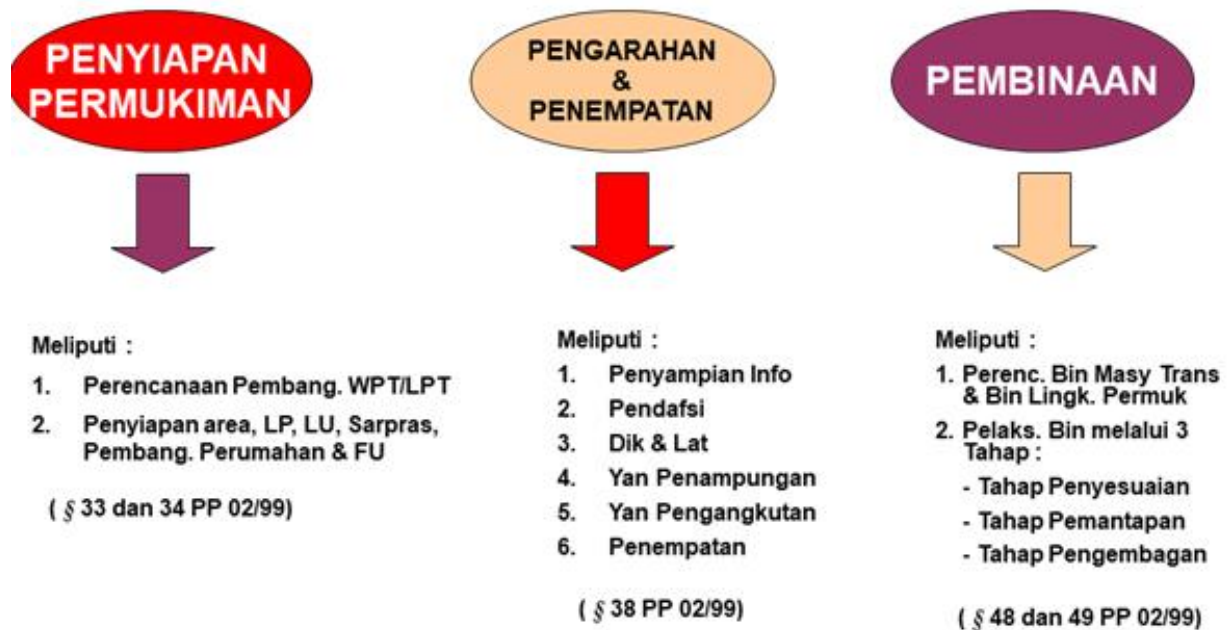 PENYIAPAN
PERMUKIMAN
Meliputi :
1. Perencanaan Pembang. WPT/LPT
2. Penyiapan area, LP, LU, Sarpras,
Pembang. Perumahan & FU
( § 33 dan 34 PP 02/99)
PENGARAHAN
&
PENEMPATAN
Meliputi :
1. Penyampian Info
2. Pendafsi
3. Dik & Lat
4. Yan Penampungan
5. Yan Pengangkutan
6. Penempatan
( § 38 PP 02/99)
PEMBINAAN
Meliputi :
1. Perenc. Bin Masy Trans
& Bin Lingk. Permuk
2. Pelaks. Bin melalui 3
Tahap :
- Tahap Penyesuaian
- Tahap Pemantapan
- Tahap Pengembagan
( § 48 dan 49 PP 02/99)